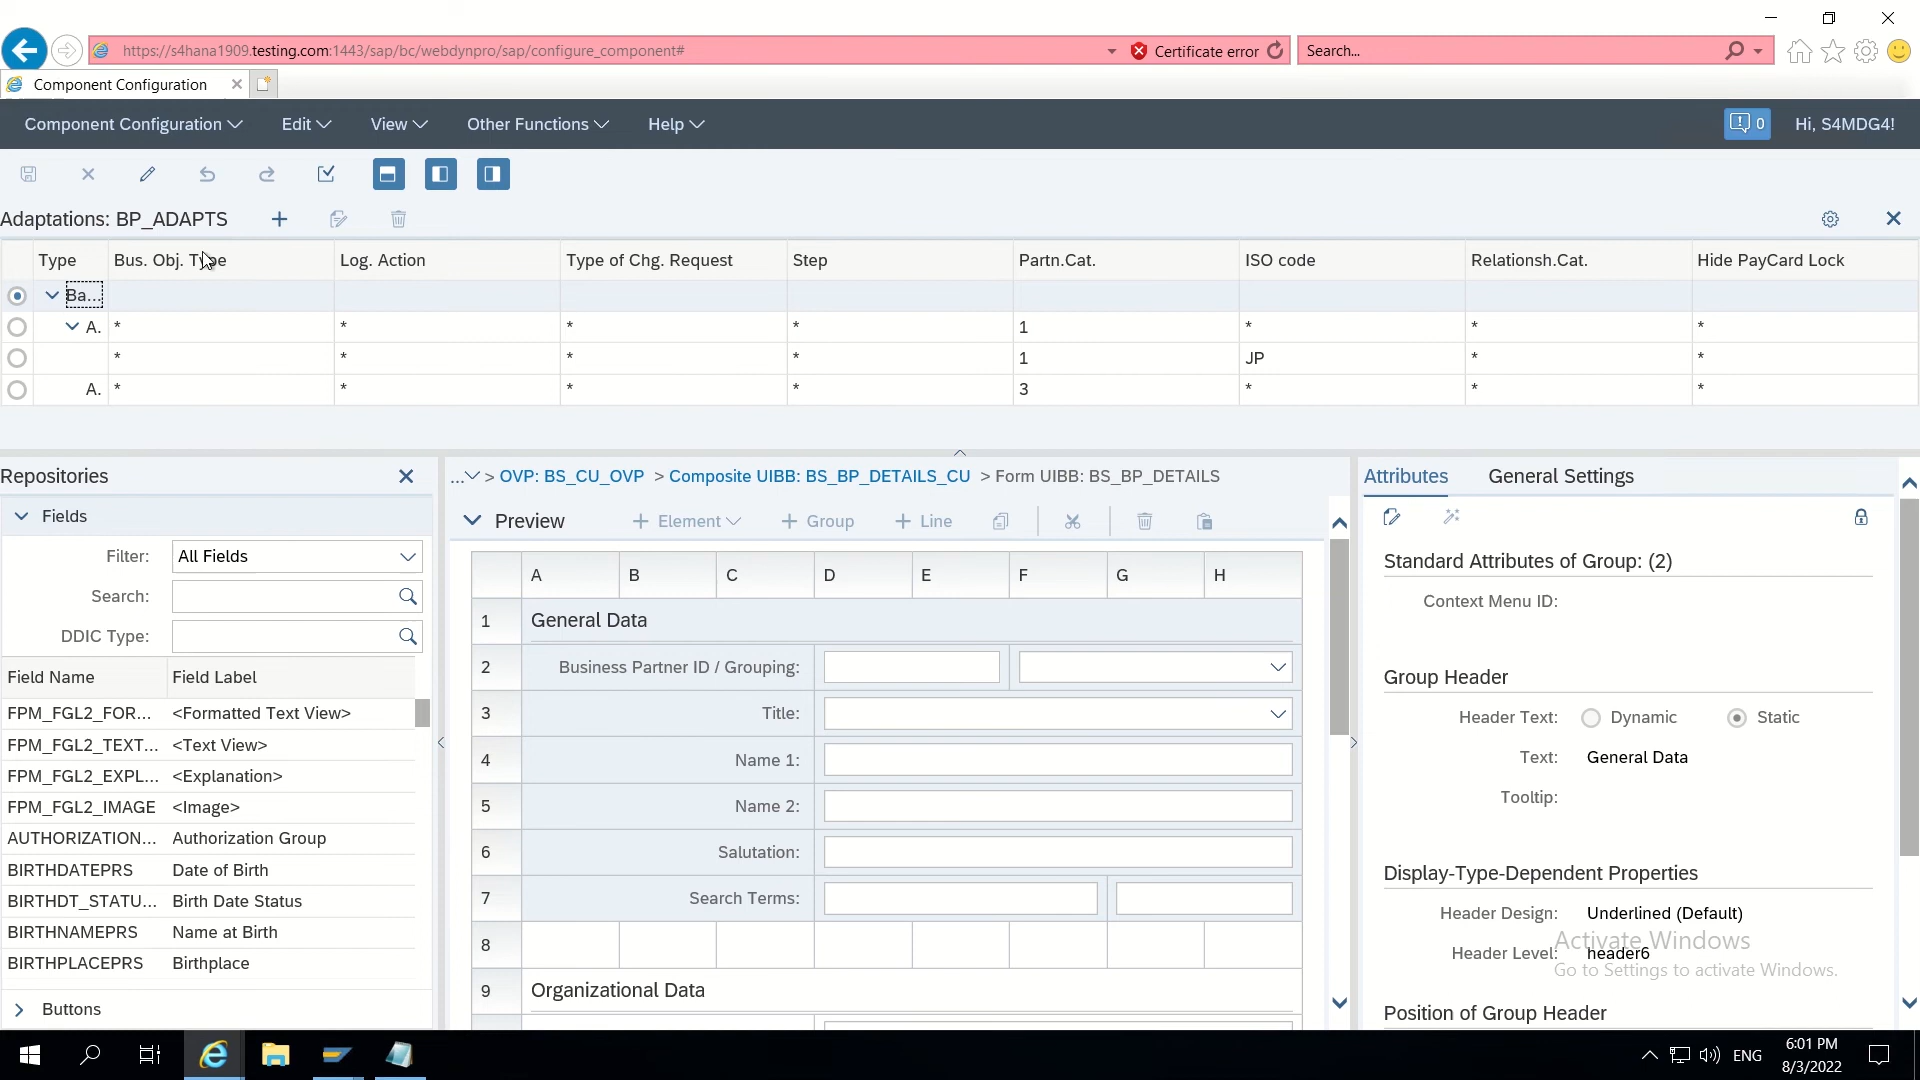 https://s4hana1909.testing.com:1443/sap/bc/webdynpro/sap/configure_component#
Certificate error
Search...
Component Configuration
Component Configuration Edit View Other Functions Help
0 Hi, S4MDG4!
Adaptations: BP_ADAPTS
Type Bus. Obj. Type Log. Action Type of Chg. Request Step Partn.Cat. ISO code Relationsh.Cat. Hide PayCard Lock
Ba...
A. * * * * 1 * * *
* * * * 1 JP * *
A. * * * * 3 * * *
Repositories
Fields
Filter: All Fields
Search:
DDIC Type:
Field Name Field Label
FPM_FGL2_FOR... <Formatted Text View>
FPM_FGL2_TEXT... <Text View>
FPM_FGL2_EXPL... <Explanation>
FPM_FGL2_IMAGE <Image>
AUTHORIZATION... Authorization Group
BIRTHDATEPRS Date of Birth
BIRTHDT_STATU... Birth Date Status
BIRTHNAMEPRS Name at Birth
BIRTHPLACEPRS Birthplace
Buttons
... > OVP: BS_CU_OVP > Composite UIBB: BS_BP_DETAILS_CU > Form UIBB: BS_BP_DETAILS
Preview + Element + Group + Line
A B C D E F G H
1 General Data
2 Business Partner ID / Grouping:
3 Title:
4 Name 1:
5 Name 2:
6 Salutation:
7 Search Terms:
8
9 Organizational Data
Attributes General Settings
Standard Attributes of Group: (2)
Context Menu ID:
Group Header
Header Text: Dynamic Static
Text: General Data
Tooltip:
Display-Type-Dependent Properties
Header Design: Underlined (Default)
Activate Windows
Header Level: header6
Go to Settings to activate Windows.
Position of Group Header
ENG
6:01 PM
8/3/2022